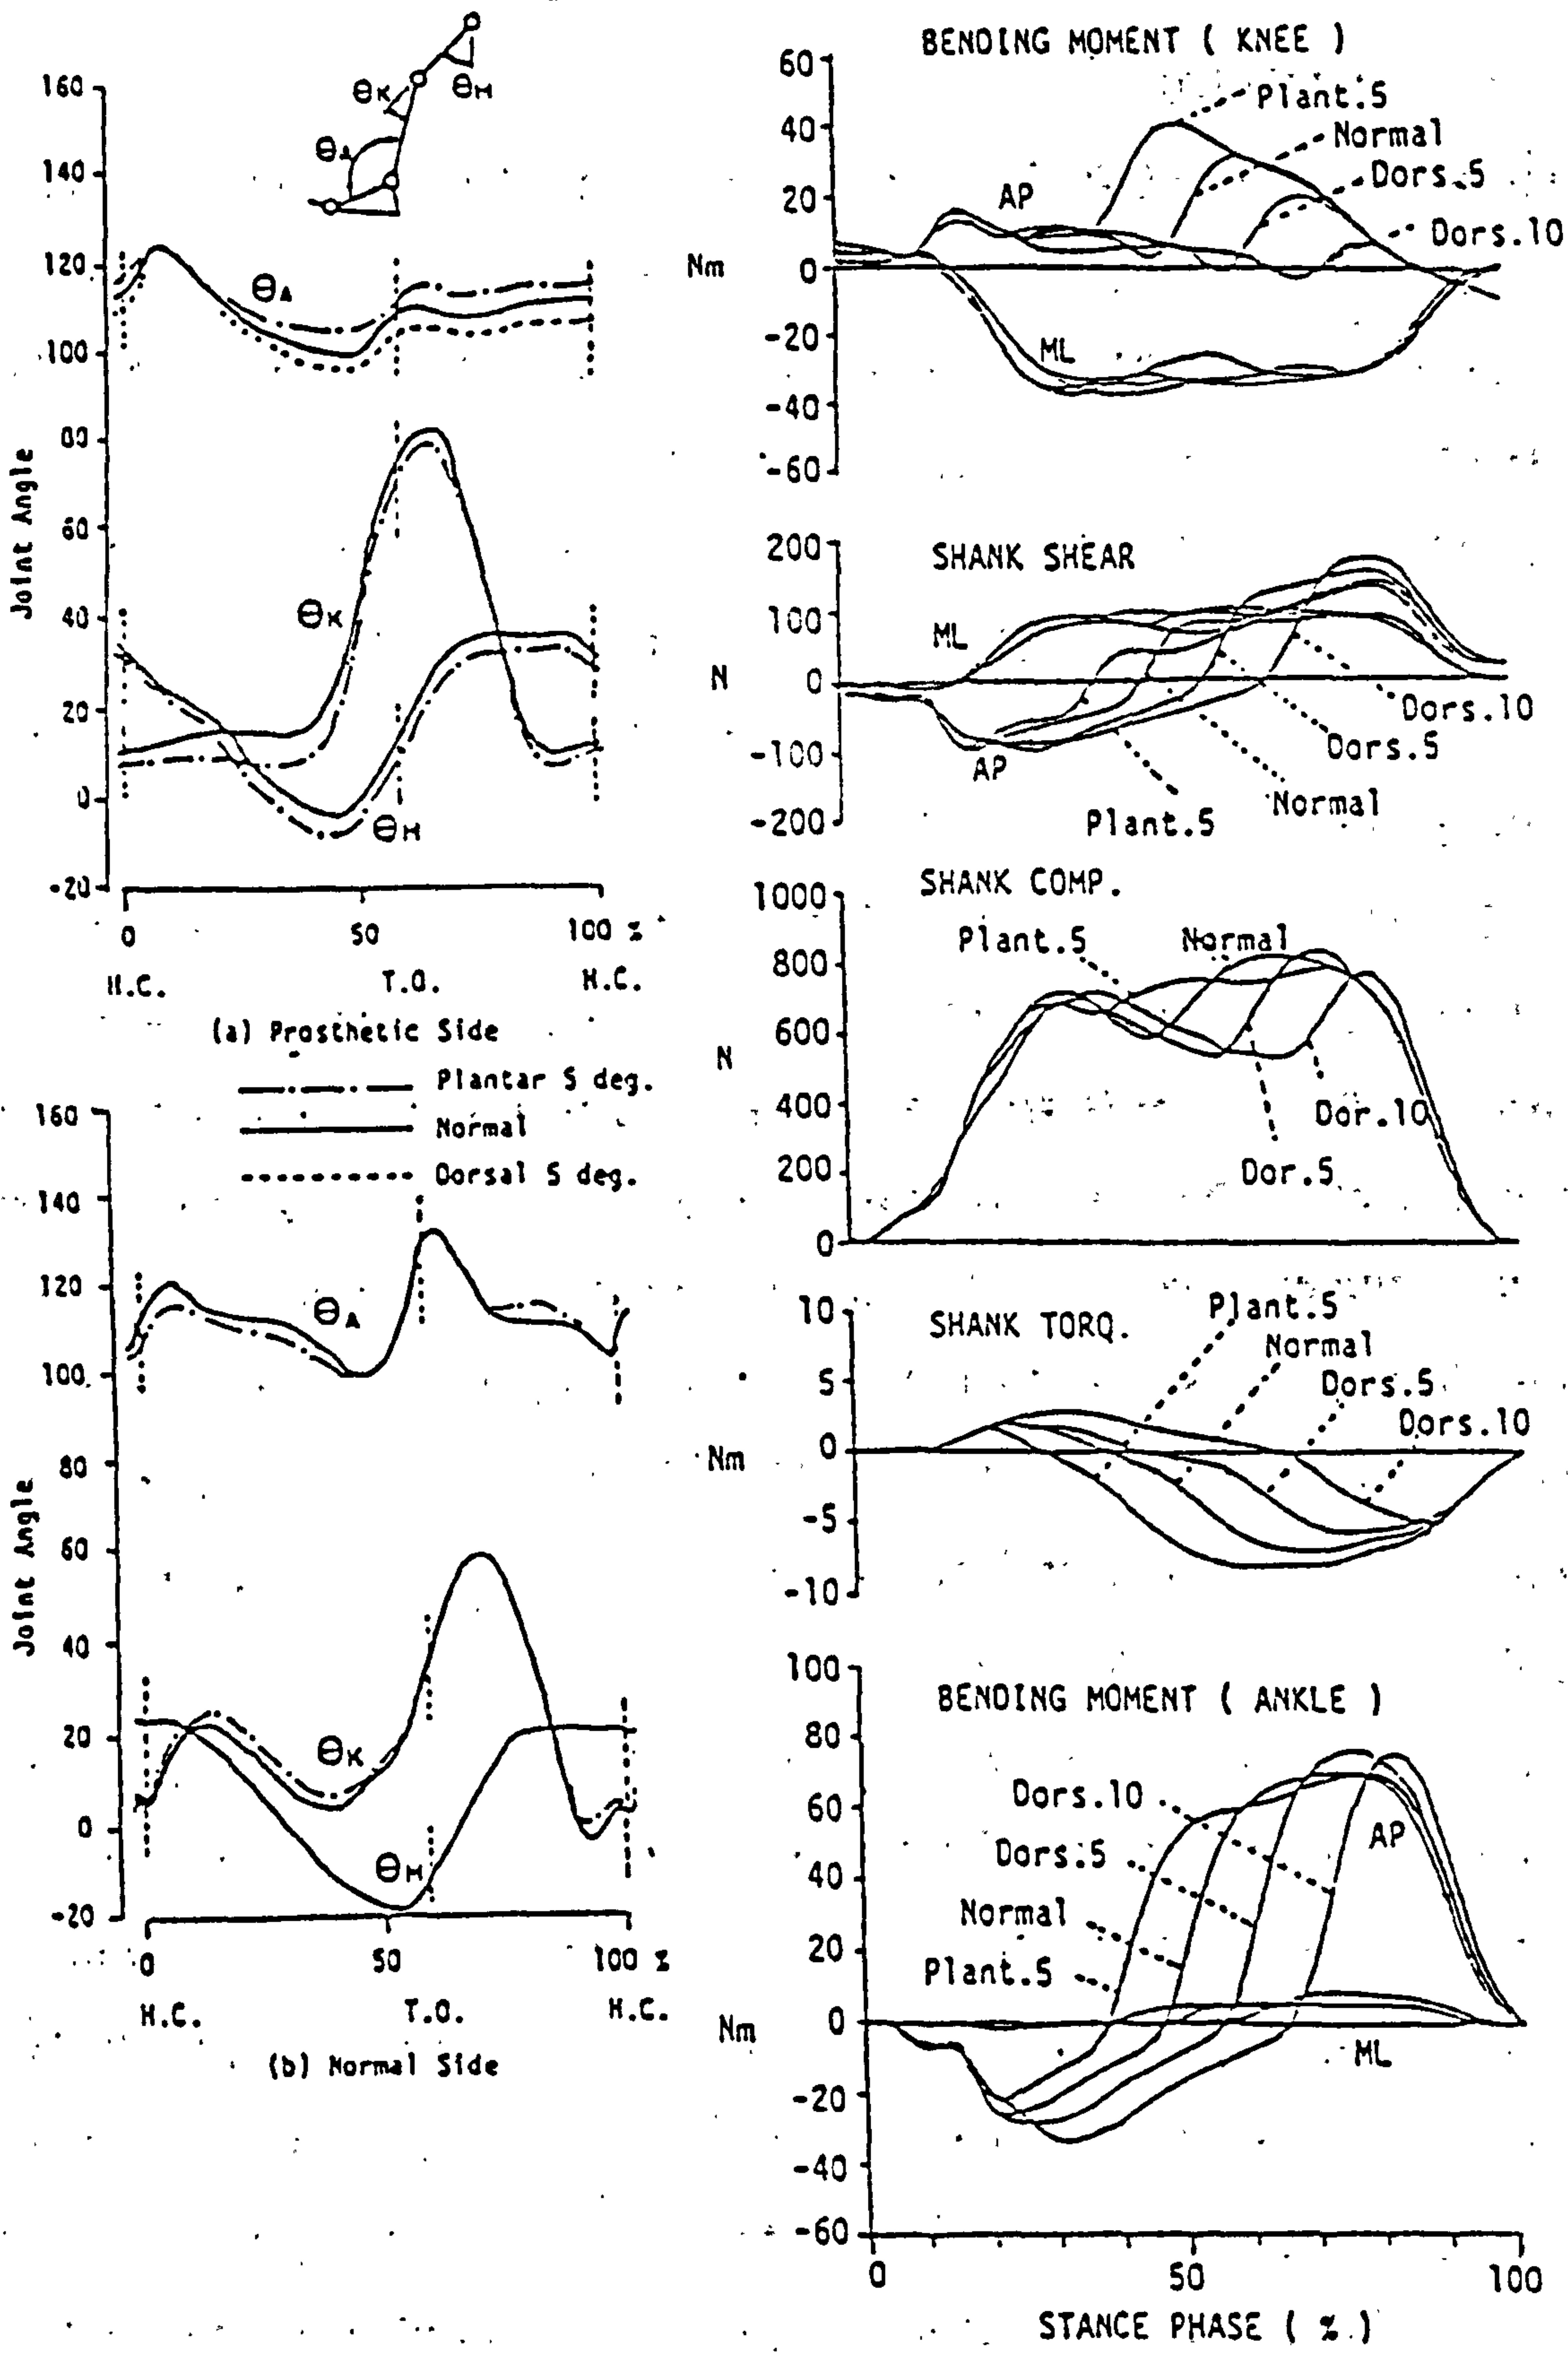 160
140
120
100
80
60
40
20
0
-20
Joint Angle
θK
θH
θA
θA
θK
θH
0
50
100 %
H.C.
T.O.
H.C.
(a) Prosthetic Side
Plantar 5 deg.
Normal
Dorsal 5 deg.
160
140
120
100
80
60
40
20
0
-20
Joint Angle
θA
θK
θH
0
50
100 %
H.C.
T.O.
H.C.
(b) Normal Side
BENDING MOMENT ( KNEE )
60
40
20
0
-20
-40
-60
Nm
Plant.5
Normal
Dors.5
Dors.10
AP
ML
SHANK SHEAR
200
100
0
-100
-200
N
ML
AP
Dors.10
Dors.5
Normal
Plant.5
SHANK COMP.
1000
800
600
400
200
0
N
Plant.5
Normal
Dor.10
Dor.5
SHANK TORQ.
10
5
0
-5
-10
Nm
Plant.5
Normal
Dors.5
Dors.10
BENDING MOMENT ( ANKLE )
100
80
60
40
20
0
-20
-40
-60
Nm
Dors.10
Dors.5
Normal
Plant.5
AP
ML
0
50
100
STANCE PHASE ( % )